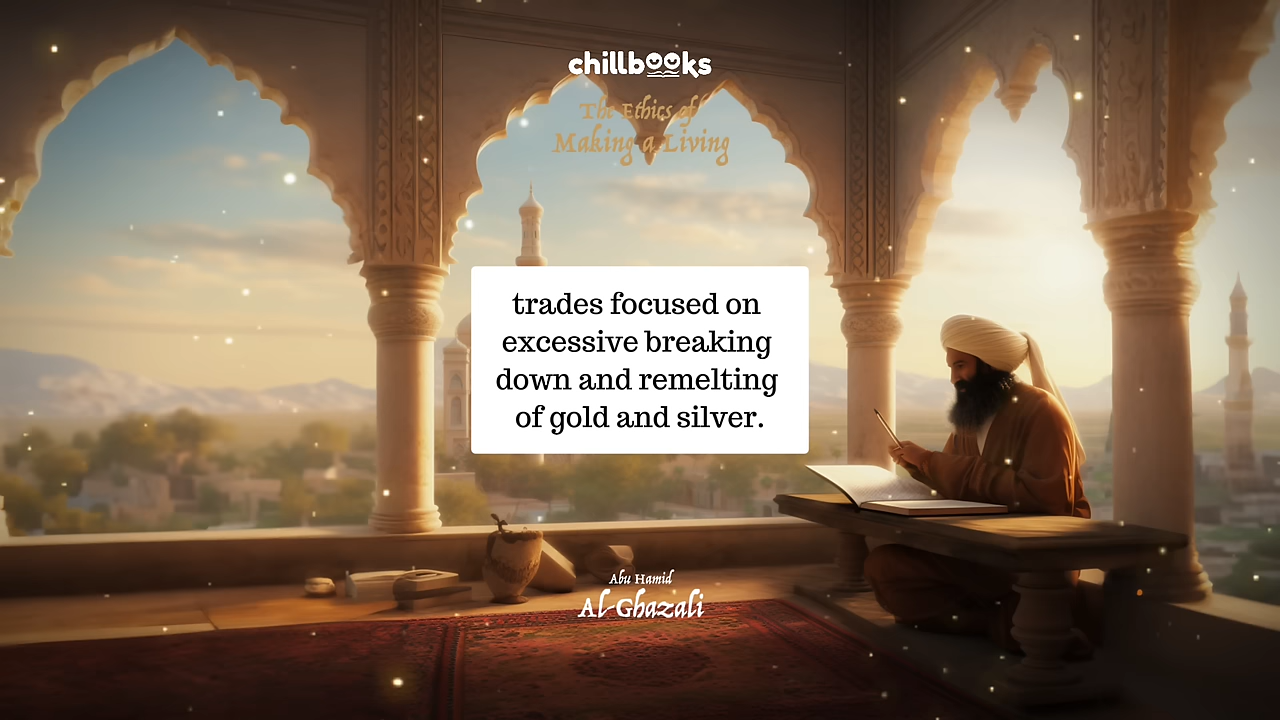 chillbooks
The Ethics of
Making a Living
trades focused on
excessive breaking
down and remelting
of gold and silver.
Abu Hamid
Al-Ghazali